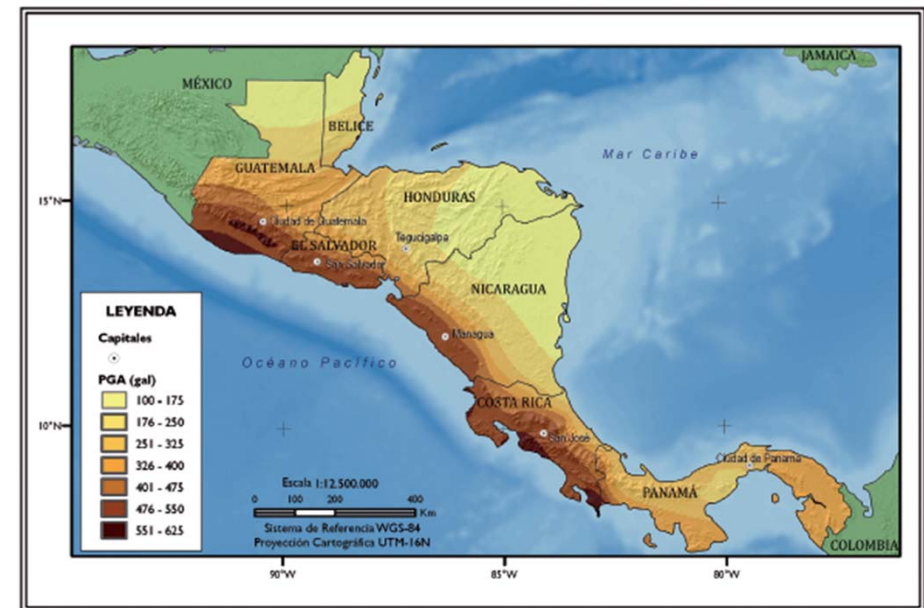 JAMAICA
MÉXICO
BELICE
Mar Caribe
GUATEMALA
HONDURAS
15°N
Ciudad de Guatemala
Tegucigalpa
EL SALVADOR
San Salvador
NICARAGUA
LEYENDA
Capitales
Managua
Océano Pacífico
PGA (gal)
100 - 175
176 - 250
251 - 325
326 - 400
401 - 475
476 - 550
551 - 625
COSTA RICA
10°N
San José
Ciudad de Panamá
PANAMÁ
Escala 1:12.500.000
0 100 200 400
Km
Sistema de Referencia WGS-84
Proyección Cartográfica UTM-16N
COLOMBIA
90°W 85°W 80°W